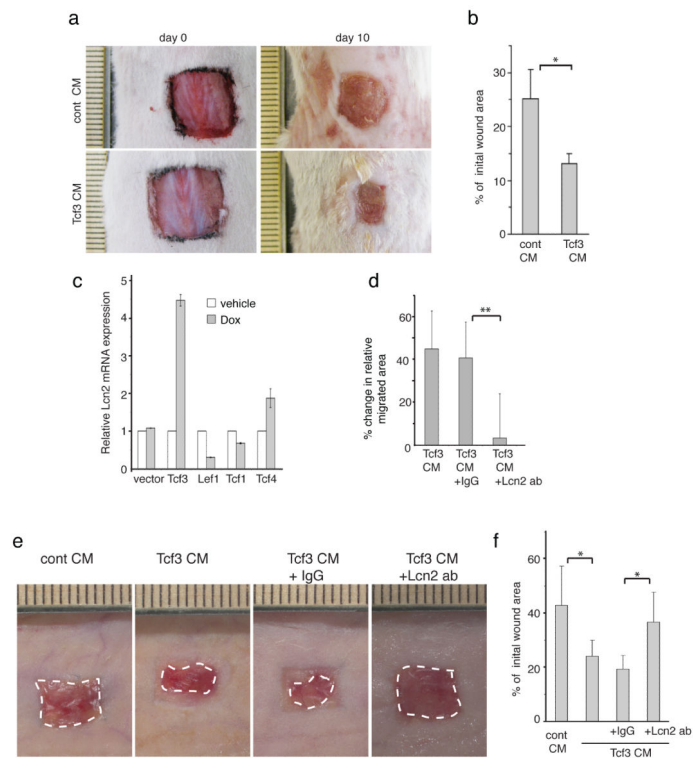 a
day 0
day 10
cont CM
Tcf3 CM
b
% of inital wound area
40
30
20
10
0
*
cont
CM
Tcf3
CM
c
Relative Lcn2 mRNA expression
5
4
3
2
1
0
vehicle
Dox
vector Tcf3 Lef1 Tcf1 Tcf4
d
% change in relative
migrated area
60
40
20
0
**
Tcf3
CM
Tcf3
CM
+IgG
Tcf3
CM
+Lcn2 ab
e
cont CM
Tcf3 CM
Tcf3 CM
+ IgG
Tcf3 CM
+Lcn2 ab
f
% of inital wound area
60
40
20
0
*
*
cont
CM
+IgG
+Lcn2 ab
Tcf3 CM